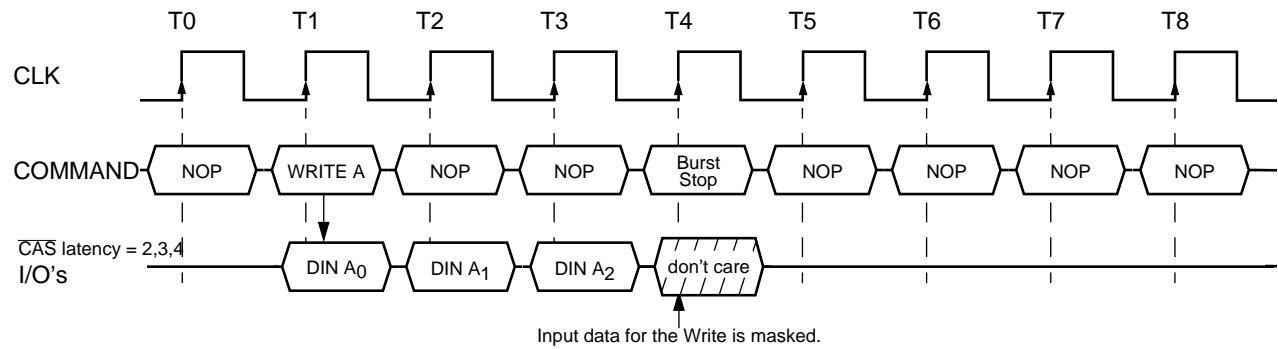 T0 T1 T2 T3 T4 T5 T6 T7 T8
CLK
COMMAND NOP WRITE A NOP NOP Burst Stop NOP NOP NOP NOP
CAS latency = 2,3,4
I/O's DIN A0 DIN A1 DIN A2 don't care
Input data for the Write is masked.